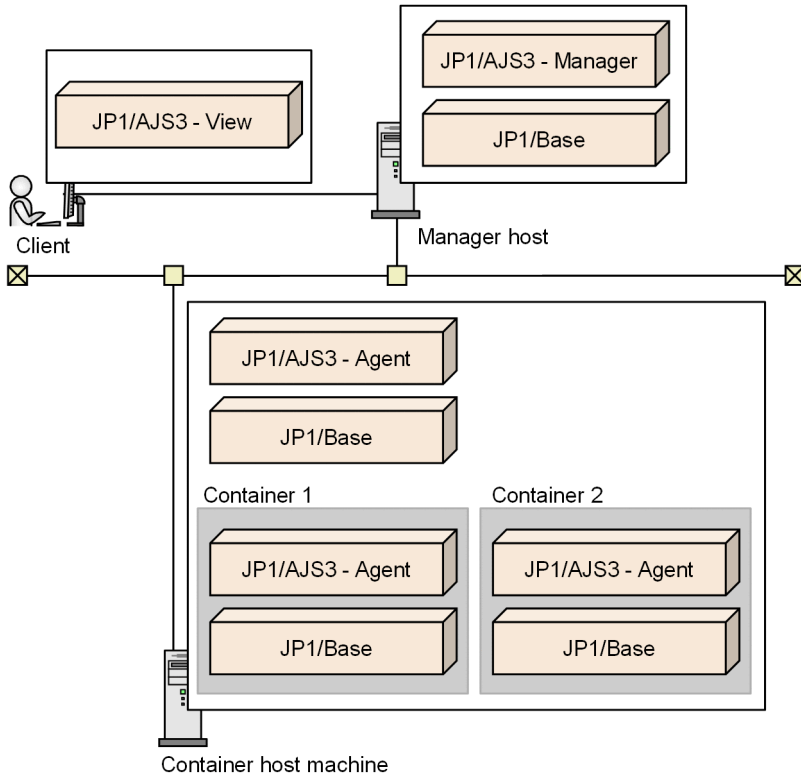 JP1/AJS3 - View
Client
JP1/AJS3 - Manager
JP1/Base
Manager host
JP1/AJS3 - Agent
JP1/Base
Container 1
JP1/AJS3 - Agent
JP1/Base
Container 2
JP1/AJS3 - Agent
JP1/Base
Container host machine